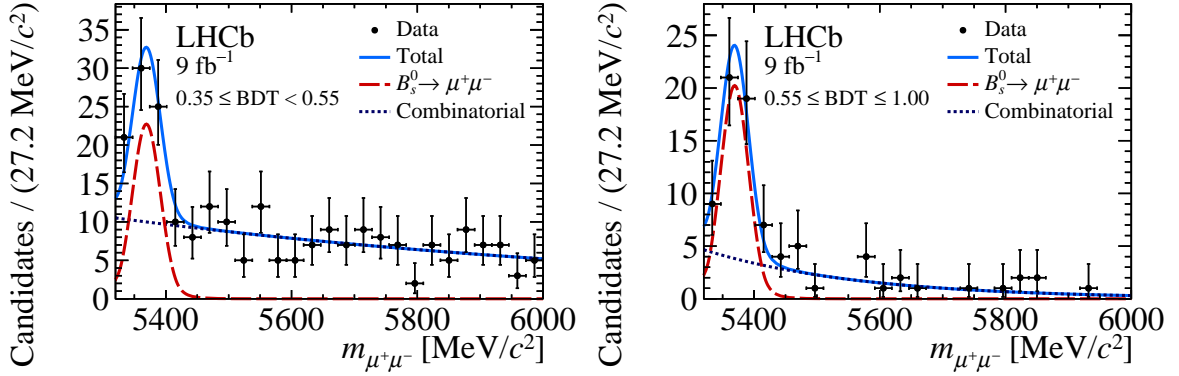 Candidates / (27.2 MeV/c²)
35
30
25
20
15
10
5
0
LHCb
9 fb⁻¹
0.35 ≤ BDT < 0.55
Data
Total
B⁰ₛ → μ⁺μ⁻
Combinatorial
5400 5600 5800 6000
m_μ⁺μ⁻ [MeV/c²]
Candidates / (27.2 MeV/c²)
25
20
15
10
5
0
LHCb
9 fb⁻¹
0.55 ≤ BDT ≤ 1.00
Data
Total
B⁰ₛ → μ⁺μ⁻
Combinatorial
5400 5600 5800 6000
m_μ⁺μ⁻ [MeV/c²]